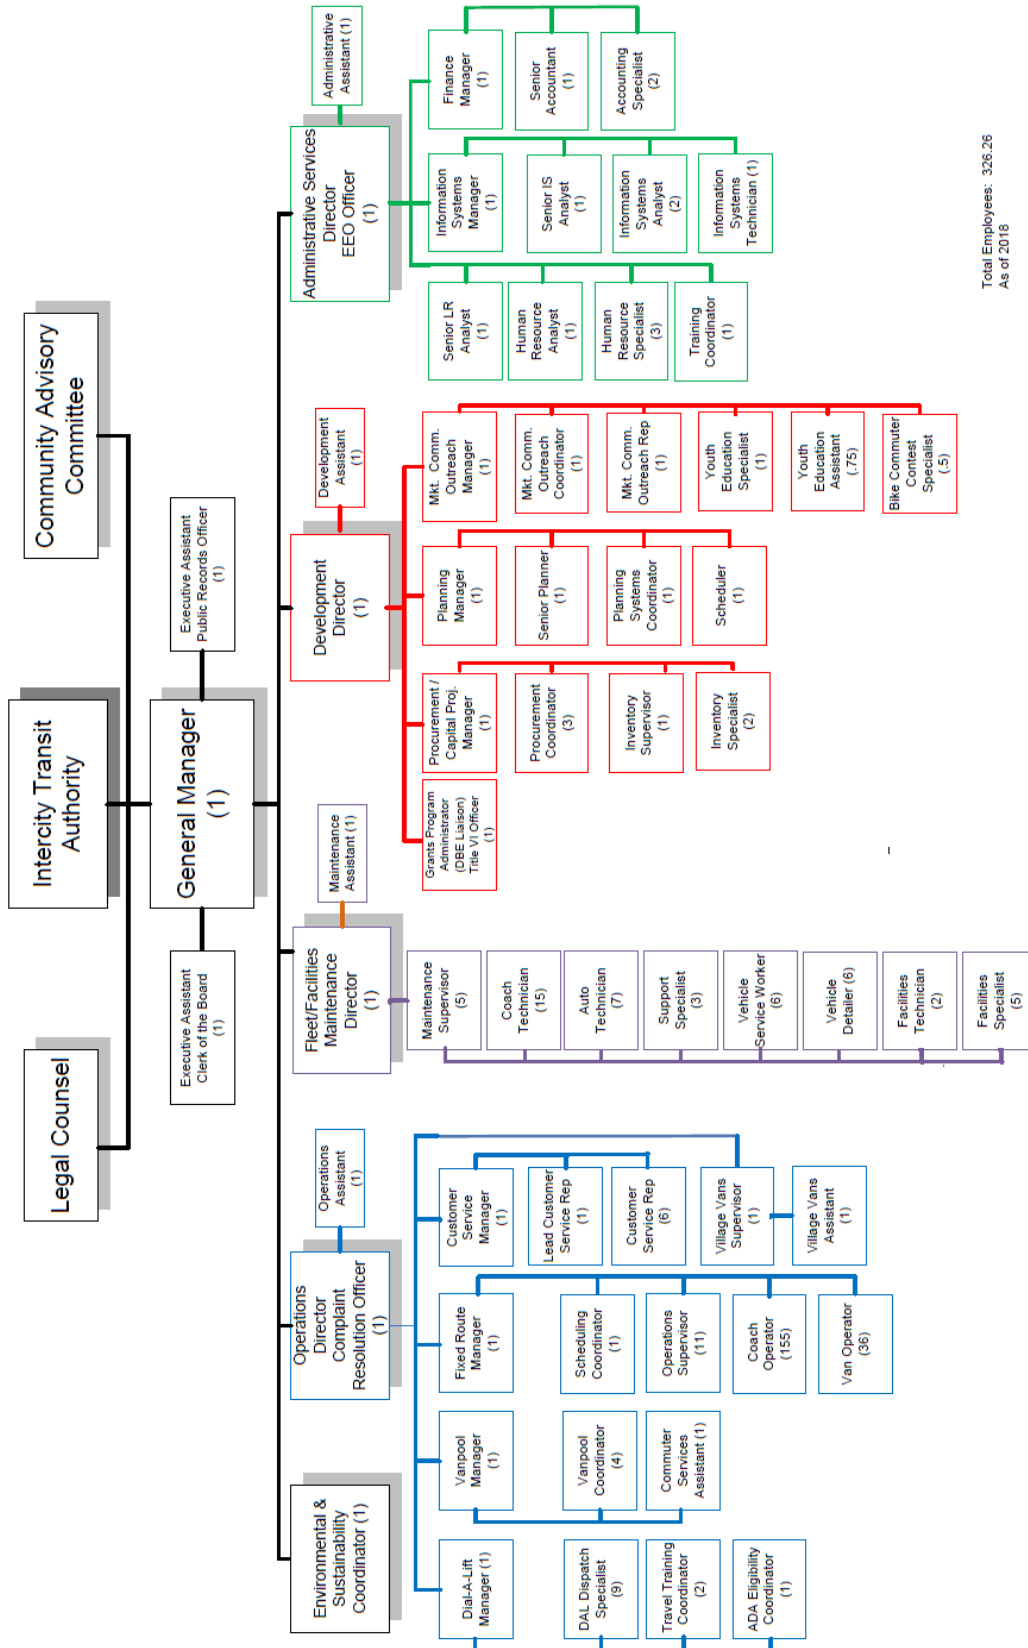 Legal Counsel
Intercity Transit
Authority
Community Advisory
Committee
Executive Assistant
Clerk of the Board
(1)
General Manager
(1)
Executive Assistant
Public Records Officer
(1)
Environmental &
Sustainability
Coordinator (1)
Operations
Director
Complaint
Resolution Officer
(1)
Operations
Assistant
(1)
Fleet/Facilities
Maintenance
Director
(1)
Maintenance
Assistant (1)
Development
Director
(1)
Development
Assistant
(1)
Administrative Services
Director
EEO Officer
(1)
Administrative
Assistant (1)
Dial-A-Lift
Manager (1)
DAL Dispatch
Specialist
(9)
Travel Training
Coordinator
(2)
ADA Eligibility
Coordinator
(1)
Vanpool
Manager
(1)
Vanpool
Coordinator
(4)
Commuter
Services
Assistant (1)
Fixed Route
Manager
(1)
Scheduling
Coordinator
(1)
Operations
Supervisor
(11)
Coach
Operator
(155)
Van Operator
(36)
Customer
Service
Manager
(1)
Lead Customer
Service Rep
(1)
Customer
Service Rep
(6)
Village Vans
Supervisor
(1)
Village Vans
Assistant
(1)
Maintenance
Supervisor
(5)
Coach
Technician
(15)
Auto
Technician
(7)
Support
Specialist
(3)
Vehicle
Service Worker
(6)
Vehicle
Detailer (6)
Facilities
Technician
(2)
Facilities
Specialist
(5)
Grants Program
Administrator
(DBE Liaison)
Title VI Officer
(1)
Procurement /
Capital Proj.
Manager
(1)
Procurement
Coordinator
(3)
Inventory
Supervisor
(1)
Inventory
Specialist
(2)
Planning
Manager
(1)
Senior Planner
(1)
Planning
Systems
Coordinator
(1)
Scheduler
(1)
Mkt. Comm.
Outreach
Manager
(1)
Mkt. Comm.
Outreach
Coordinator
(1)
Mkt. Comm.
Outreach Rep
(1)
Youth
Education
Specialist
(1)
Youth
Education
Assistant
(.75)
Bike Commuter
Contest
Specialist
(.5)
Senior LR
Analyst
(1)
Human
Resource
Analyst
(1)
Human
Resource
Specialist
(3)
Training
Coordinator
(1)
Information
Systems
Manager
(1)
Senior IS
Analyst
(1)
Information
Systems
Analyst
(2)
Information
Systems
Technician (1)
Finance
Manager
(1)
Senior
Accountant
(1)
Accounting
Specialist
(2)
Total Employees: 326.26
As of 2018